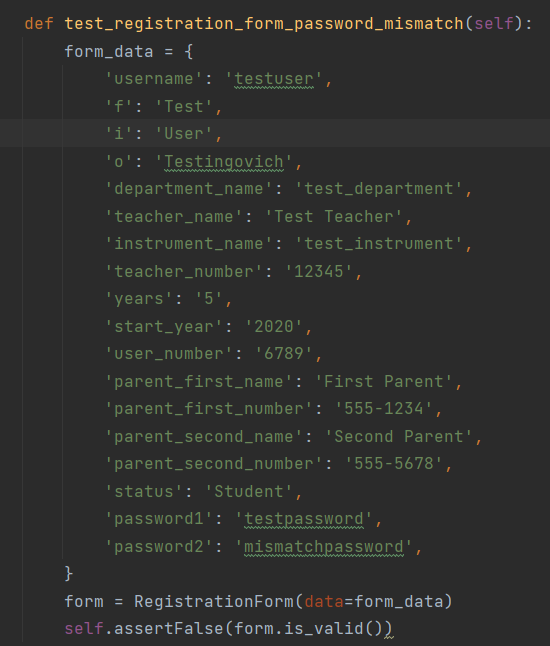 def test_registration_form_password_mismatch(self):
    form_data = {
        'username': 'testuser',
        'f': 'Test',
        'i': 'User',
        'o': 'Testingovich',
        'department_name': 'test_department',
        'teacher_name': 'Test Teacher',
        'instrument_name': 'test_instrument',
        'teacher_number': '12345',
        'years': '5',
        'start_year': '2020',
        'user_number': '6789',
        'parent_first_name': 'First Parent',
        'parent_first_number': '555-1234',
        'parent_second_name': 'Second Parent',
        'parent_second_number': '555-5678',
        'status': 'Student',
        'password1': 'testpassword',
        'password2': 'mismatchpassword',
    }
    form = RegistrationForm(data=form_data)
    self.assertFalse(form.is_valid())